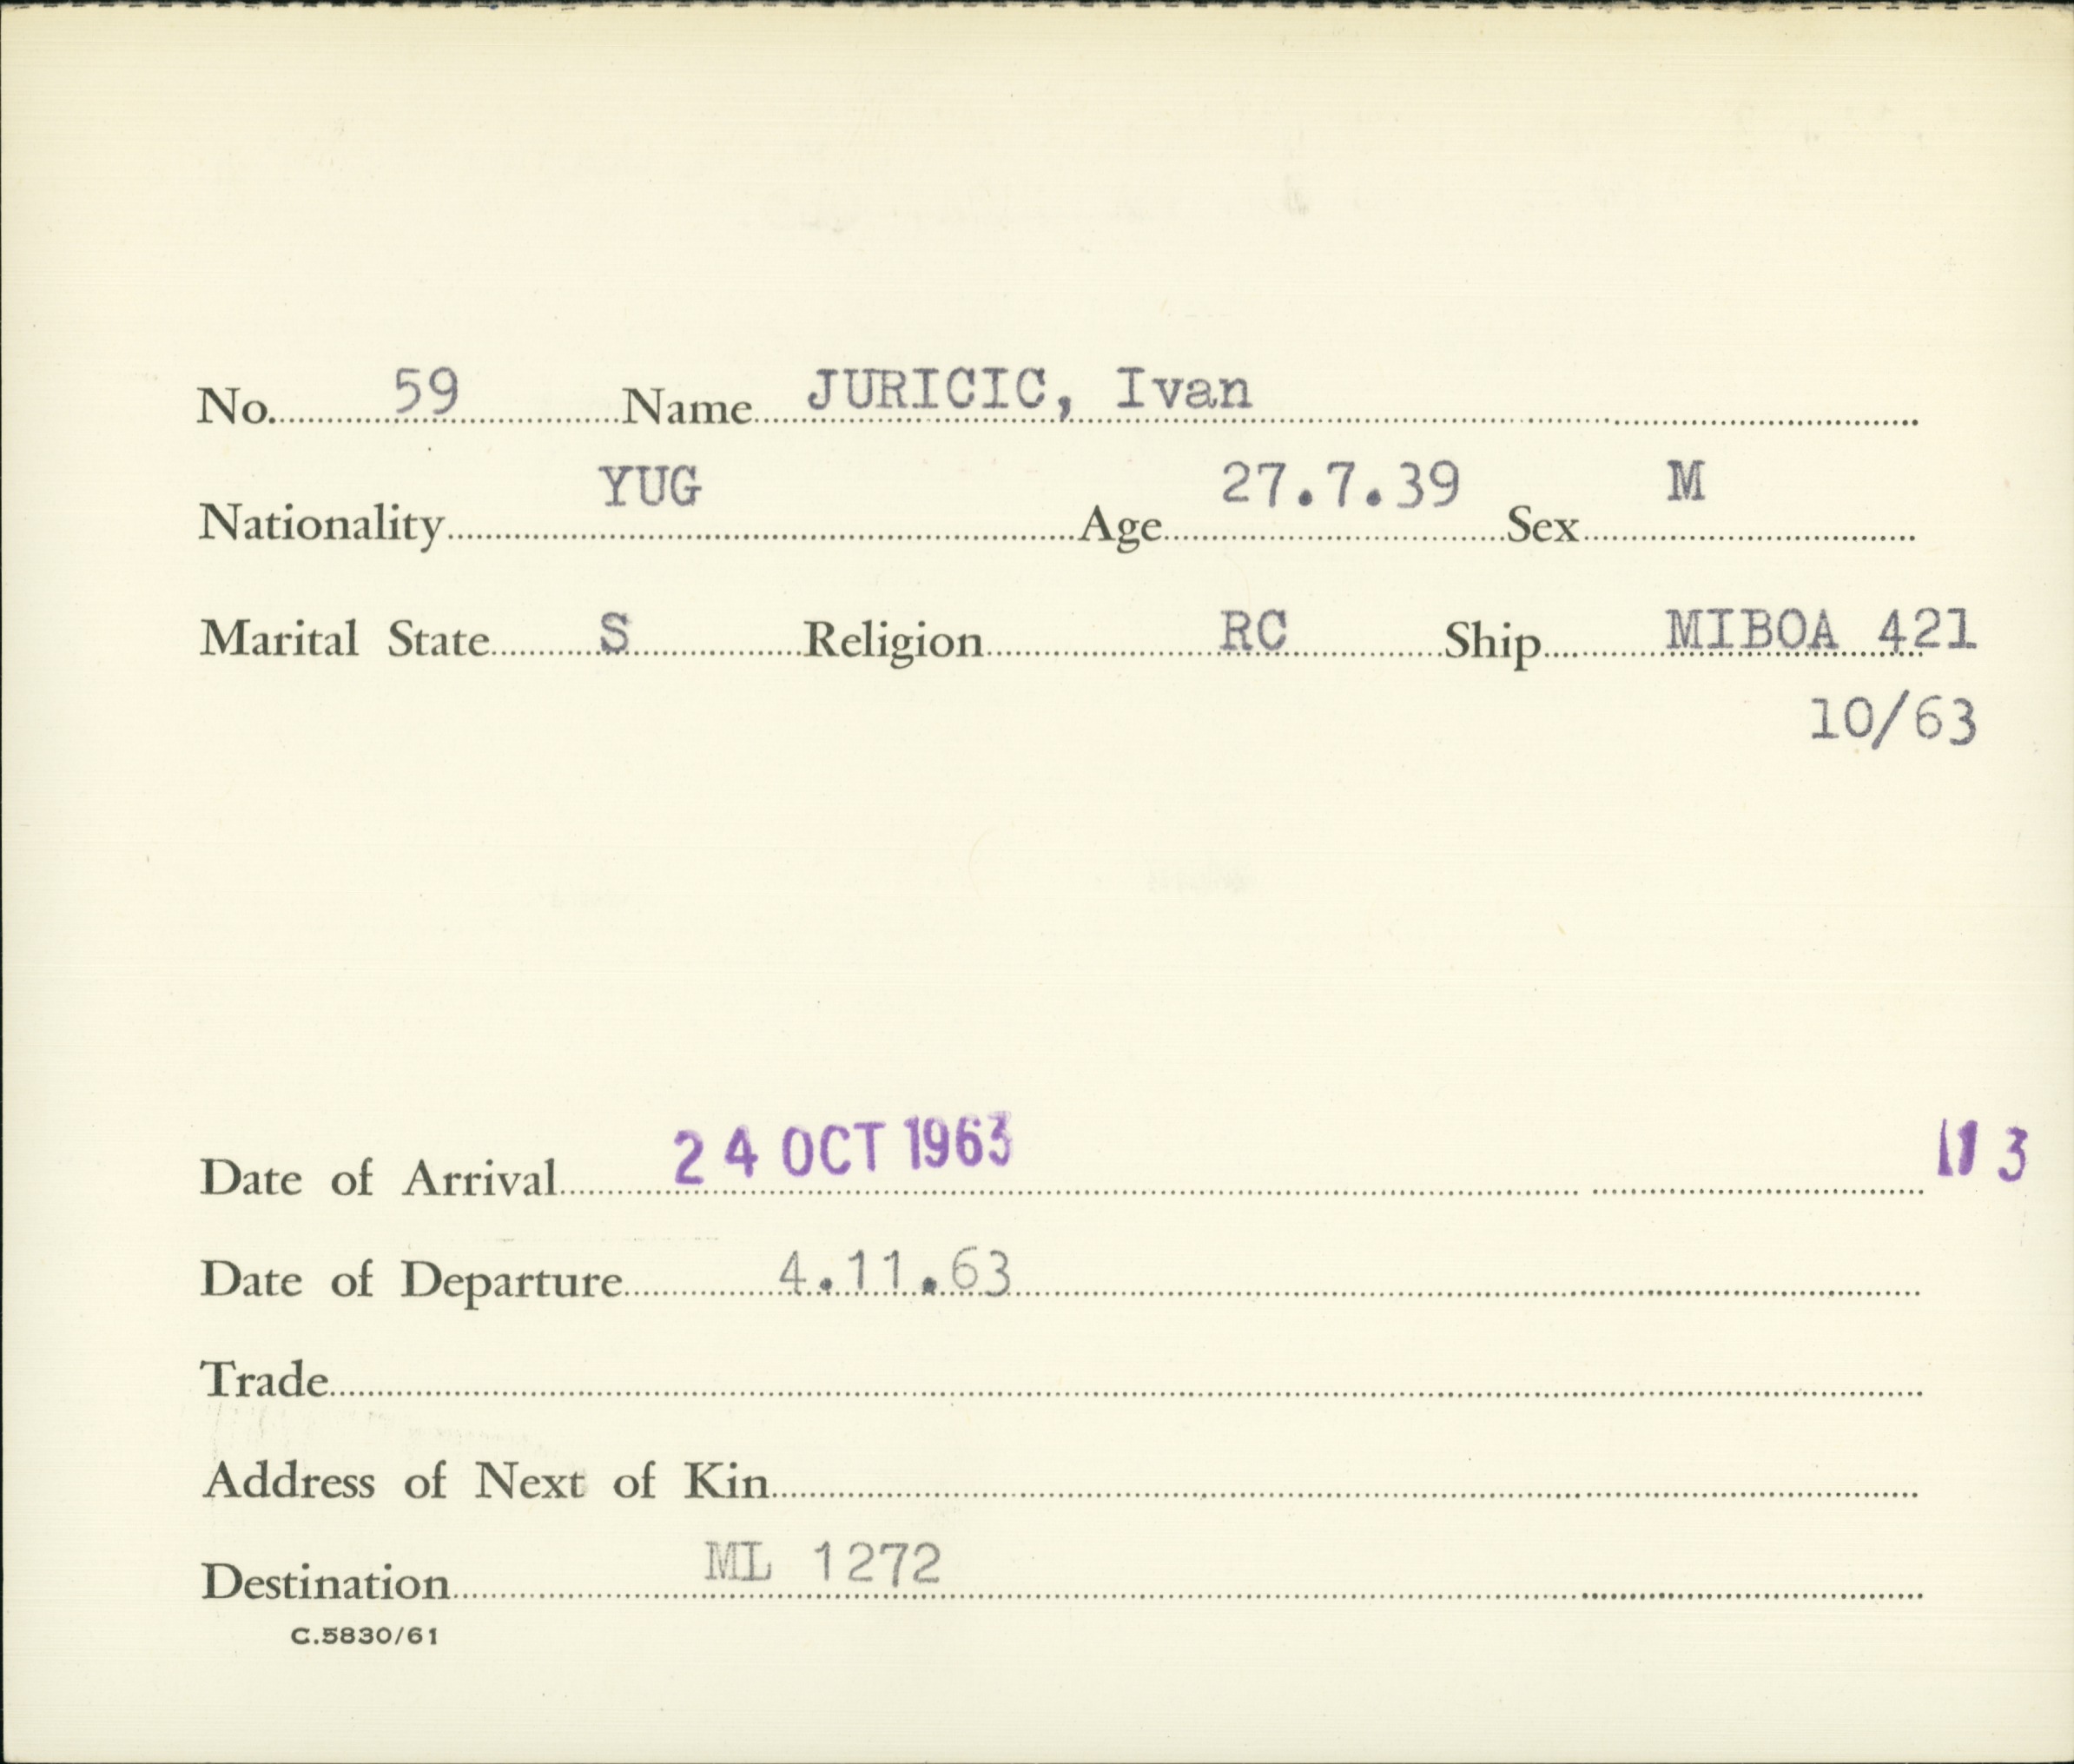 No. 59 Name JURICIC, Ivan
Nationality YUG Age 27.7.39 Sex M
Marital State S Religion RC Ship MIBOA 421
10/63
Date of Arrival 24 OCT 1963
Date of Departure 4.11.63
Trade
Address of Next of Kin
Destination ML 1272
C.5830/61